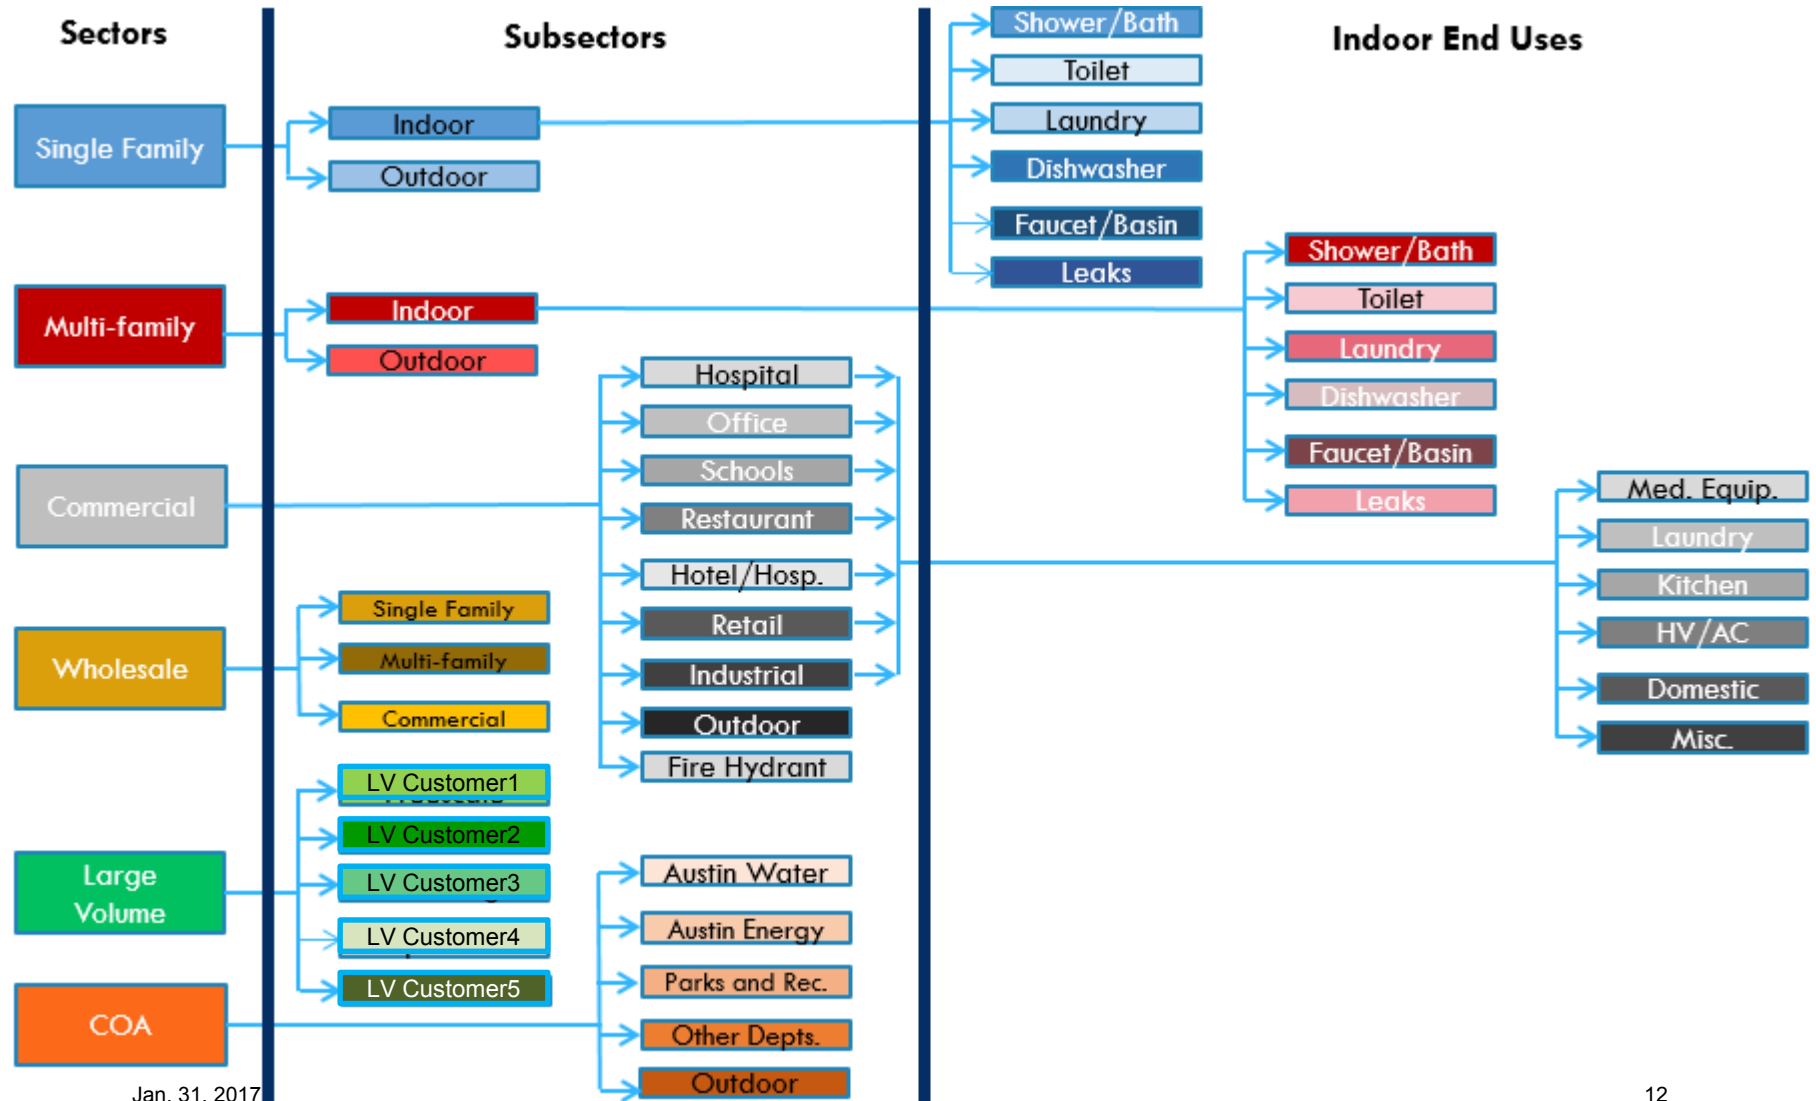 Sectors
Subsectors
Indoor End Uses
Single Family
Multi-family
Commercial
Wholesale
Large
Volume
COA
Indoor
Outdoor
Indoor
Outdoor
Hospital
Office
Schools
Restaurant
Hotel/Hosp.
Retail
Industrial
Outdoor
Fire Hydrant
Single Family
Multi-family
Commercial
LV Customer1
LV Customer2
LV Customer3
LV Customer4
LV Customer5
Austin Water
Austin Energy
Parks and Rec.
Other Depts.
Outdoor
Shower/Bath
Toilet
Laundry
Dishwasher
Faucet/Basin
Leaks
Shower/Bath
Toilet
Laundry
Dishwasher
Faucet/Basin
Leaks
Med. Equip.
Laundry
Kitchen
HV/AC
Domestic
Misc.
Jan. 31, 2017
12